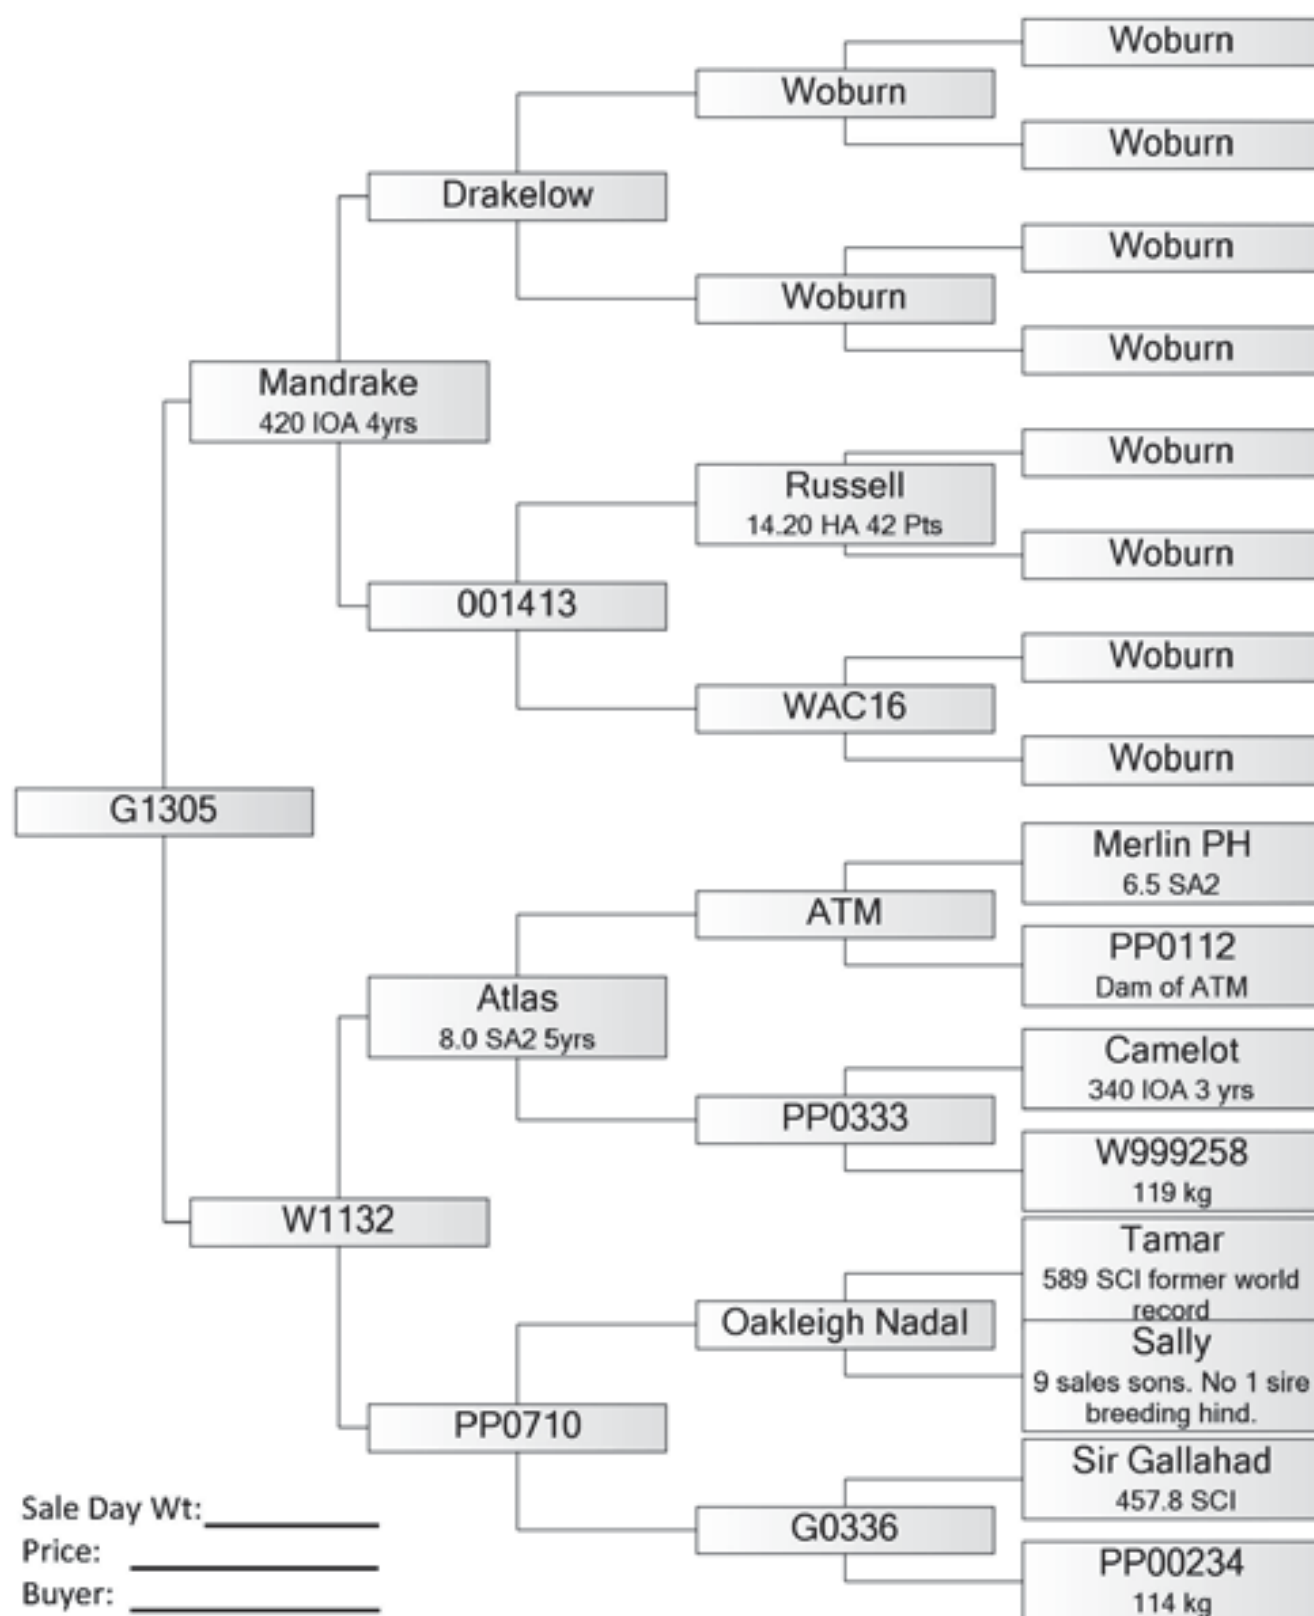 Woburn
Woburn
Woburn
Drakelow
Woburn
Woburn
Woburn
Mandrake
420 IOA 4yrs
Woburn
Russell
14.20 HA 42 Pts
Woburn
001413
Woburn
WAC16
Woburn
G1305
Merlin PH
6.5 SA2
ATM
PP0112
Dam of ATM
Atlas
8.0 SA2 5yrs
Camelot
340 IOA 3 yrs
PP0333
W999258
119 kg
W1132
Tamar
589 SCI former world
record
Oakleigh Nadal
Sally
9 sales sons. No 1 sire
breeding hind.
PP0710
Sir Gallahad
457.8 SCI
G0336
PP00234
114 kg
Sale Day Wt:
Price:
Buyer: